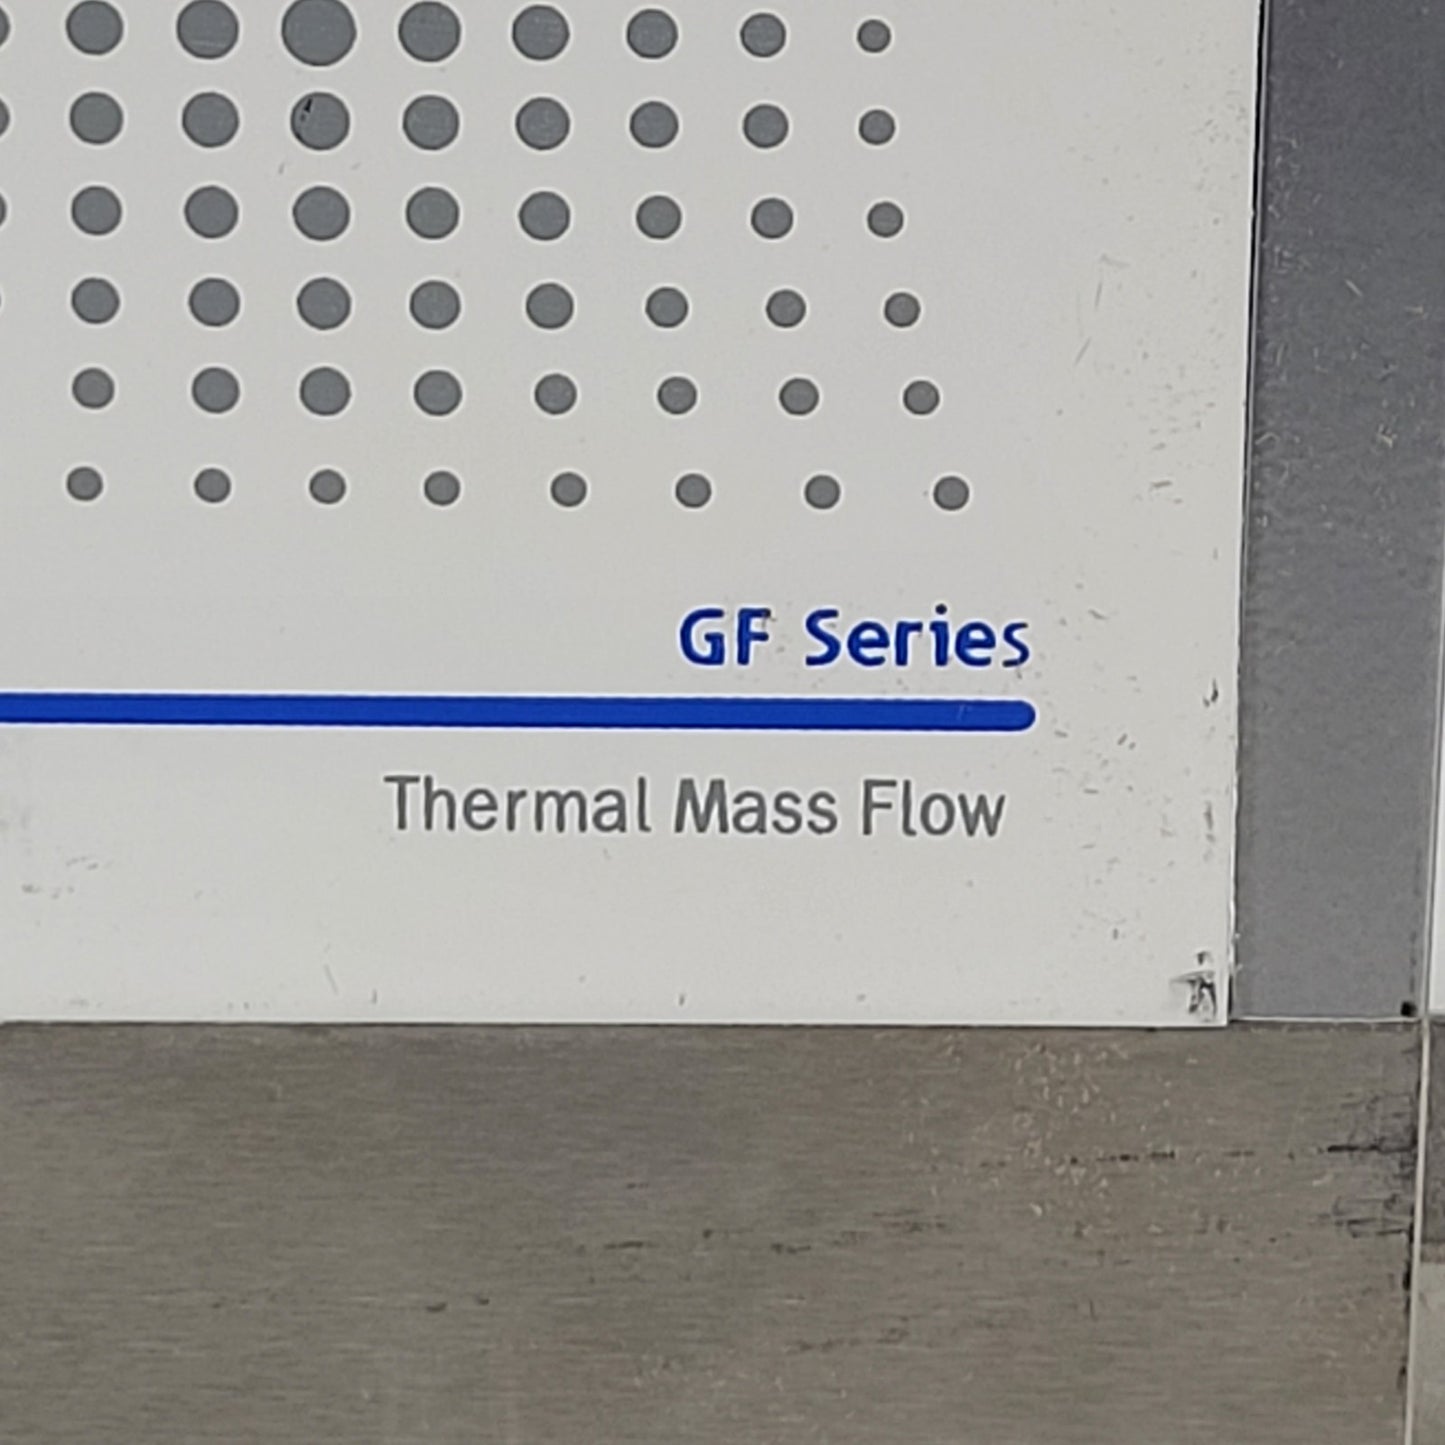 GF Series
Thermal Mass Flow